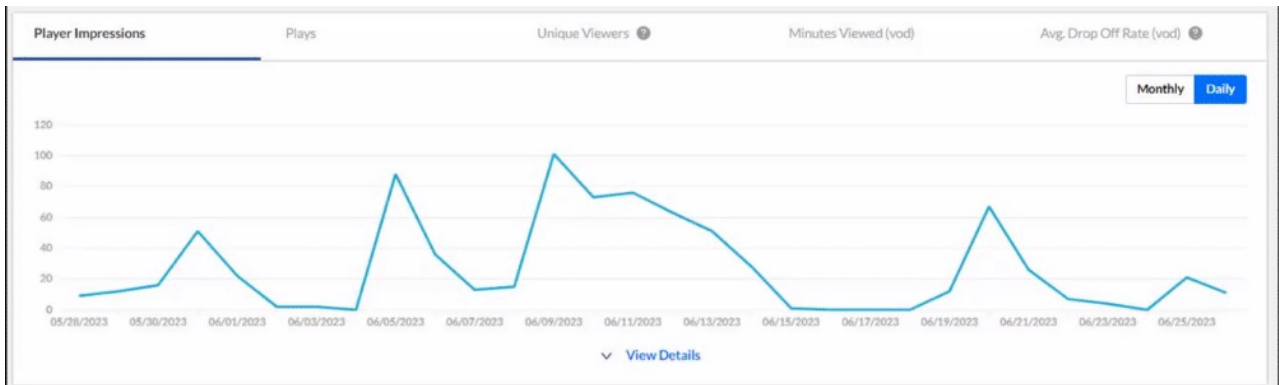 Player Impressions Plays Unique Viewers ? Minutes Viewed (vod) Avg. Drop Off Rate (vod) ?
Monthly Daily
120
100
80
60
40
20
0
05/28/2023 05/30/2023 06/01/2023 06/03/2023 06/05/2023 06/07/2023 06/09/2023 06/11/2023 06/13/2023 06/15/2023 06/17/2023 06/19/2023 06/21/2023 06/23/2023 06/25/2023
View Details